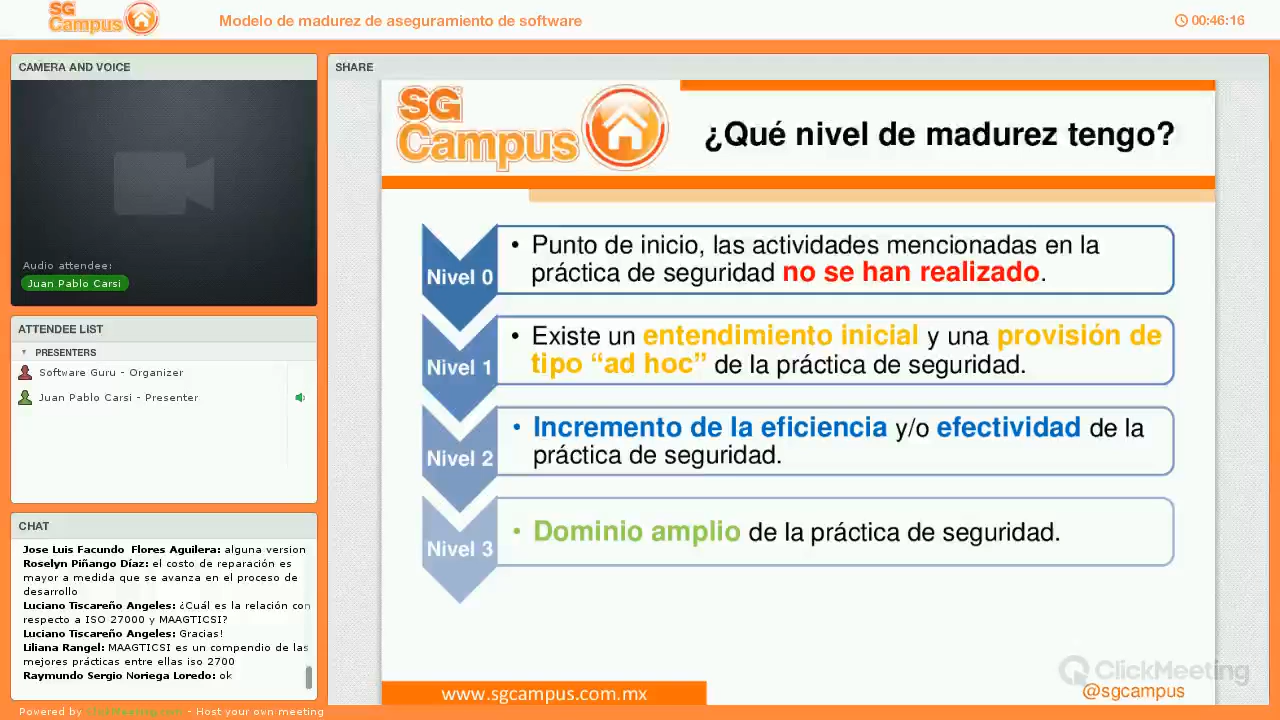 SG
Campus
Modelo de madurez de aseguramiento de software
00:46:16
CAMERA AND VOICE
Audio attendee:
Juan Pablo Carsi
ATTENDEE LIST
PRESENTERS
Software Guru - Organizer
Juan Pablo Carsi - Presenter
CHAT
Jose Luis Facundo Flores Aguilera: alguna version
Roselyn Piñango Díaz: el costo de reparación es
mayor a medida que se avanza en el proceso de
desarrollo
Luciano Tiscareño Angeles: ¿Cuál es la relación con
respecto a ISO 27000 y MAAGTICSI?
Luciano Tiscareño Angeles: Gracias!
Liliana Rangel: MAAGTICSI es un compendio de las
mejores prácticas entre ellas iso 2700
Raymundo Sergio Noriega Loredo: ok
Powered by ClickMeeting.com - Host your own meeting
SHARE
SG
Campus
¿Qué nivel de madurez tengo?
Nivel 0
• Punto de inicio, las actividades mencionadas en la
práctica de seguridad no se han realizado.
Nivel 1
• Existe un entendimiento inicial y una provisión de
tipo “ad hoc” de la práctica de seguridad.
Nivel 2
• Incremento de la eficiencia y/o efectividad de la
práctica de seguridad.
Nivel 3
• Dominio amplio de la práctica de seguridad.
ClickMeeting
www.sgcampus.com.mx
@sgcampus